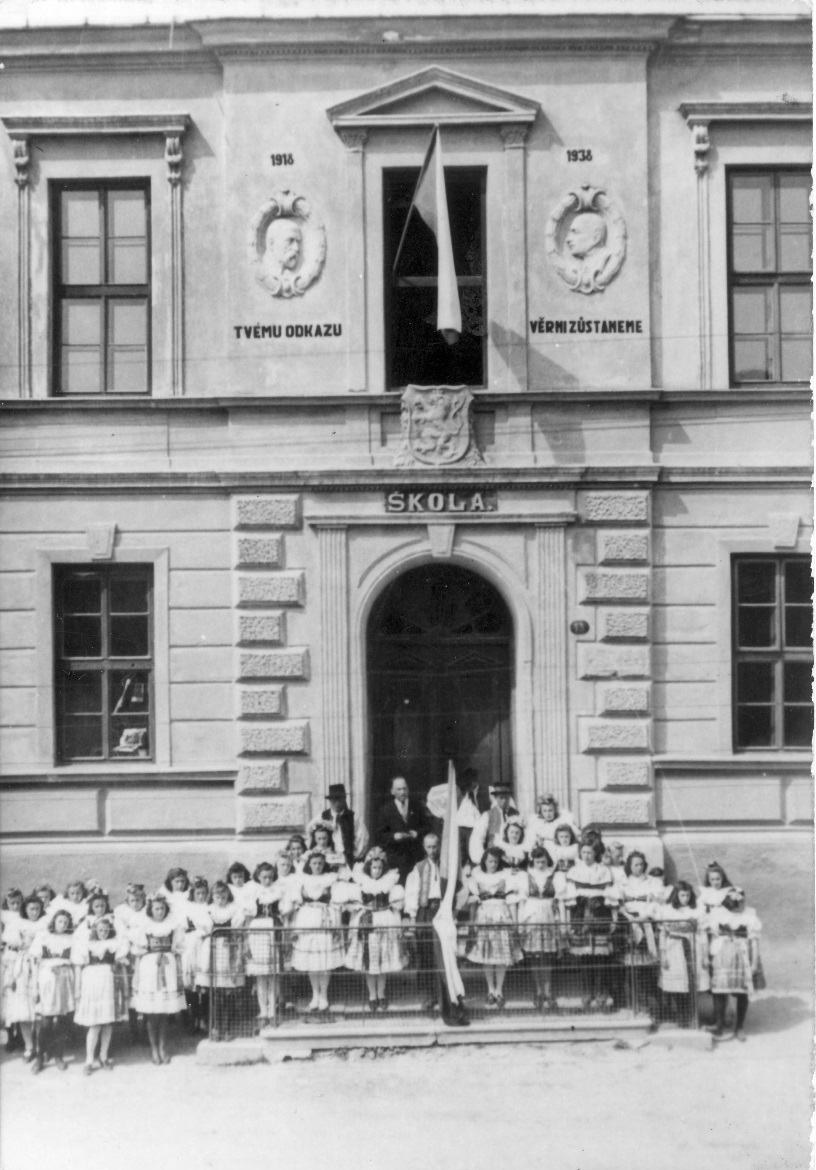 1918
1938
TVÉMU ODKAZU
VĚRNI ZŮSTANEME
ŠKOLA.